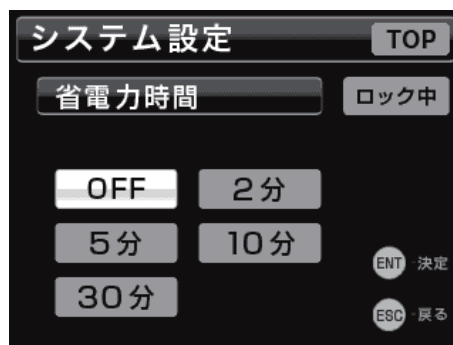 システム設定 TOP
省電力時間 ロック中
OFF 2分
5分 10分
ENT -決定
30分
ESC -戻る